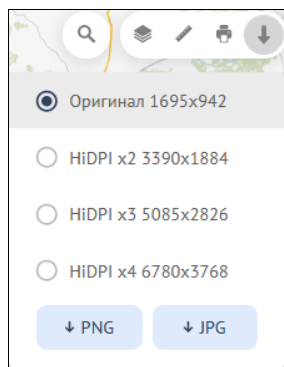 Оригинал 1695x942
HiDPI x2 3390x1884
HiDPI x3 5085x2826
HiDPI x4 6780x3768
↓ PNG ↓ JPG